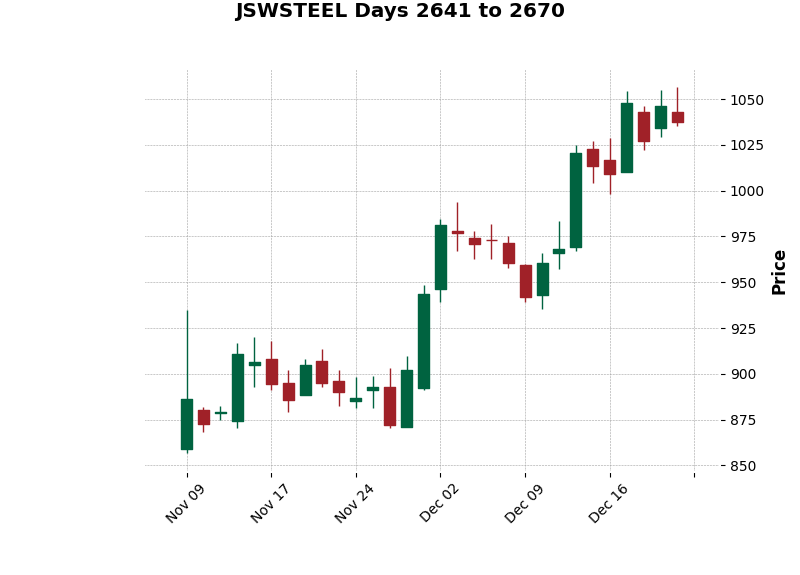 JSWSTEEL Days 2641 to 2670
1050
1025
1000
975
950
925
900
875
850
Price
Nov 09
Nov 17
Nov 24
Dec 02
Dec 09
Dec 16